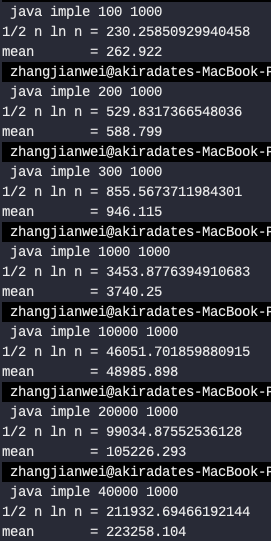 java imple 100 1000
1/2 n ln n = 230.25850929940458
mean = 262.922
zhangjianwei@akiradates-MacBook-P
java imple 200 1000
1/2 n ln n = 529.8317366548036
mean = 588.799
zhangjianwei@akiradates-MacBook-P
java imple 300 1000
1/2 n ln n = 855.5673711984301
mean = 946.115
zhangjianwei@akiradates-MacBook-P
java imple 1000 1000
1/2 n ln n = 3453.8776394910683
mean = 3740.25
zhangjianwei@akiradates-MacBook-P
java imple 10000 1000
1/2 n ln n = 46051.701859880915
mean = 48985.898
zhangjianwei@akiradates-MacBook-P
java imple 20000 1000
1/2 n ln n = 99034.87552536128
mean = 105226.293
zhangjianwei@akiradates-MacBook-P
java imple 40000 1000
1/2 n ln n = 211932.69466192144
mean = 223258.104